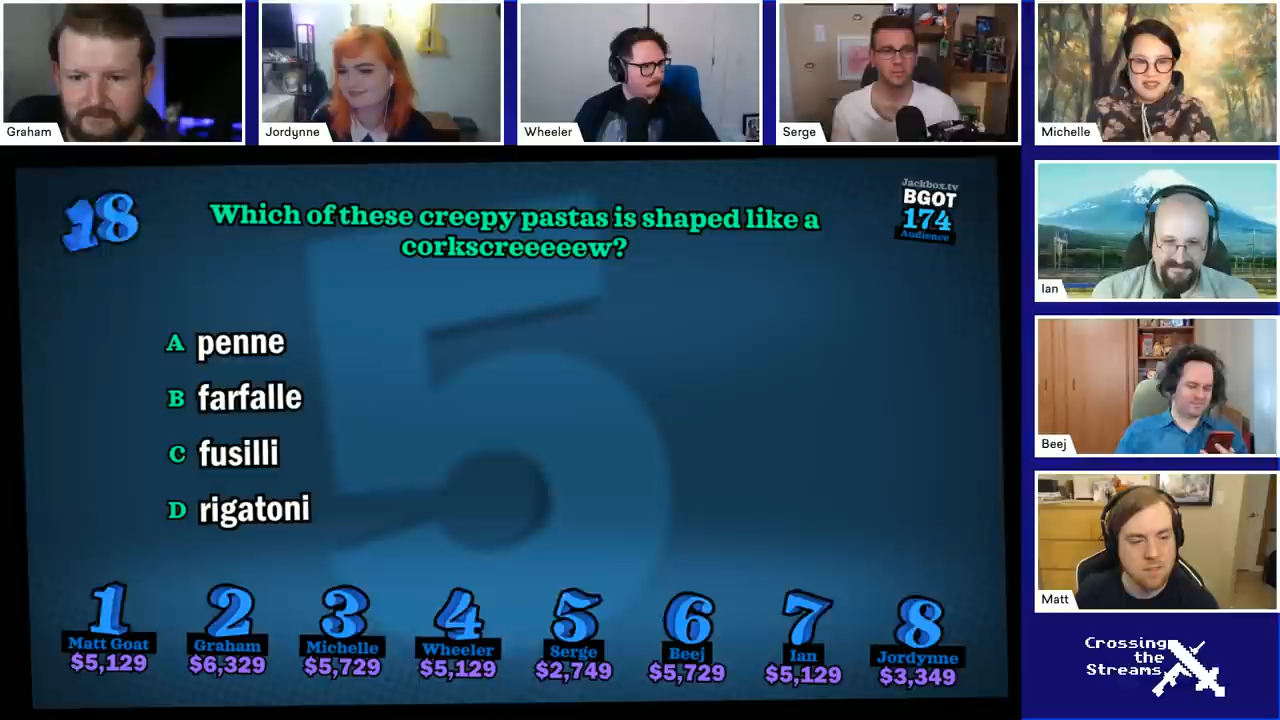 Graham
Jordynne
Wheeler
Serge
Michelle
18
Which of these creepy pastas is shaped like a
corkscreeeeew?
Jackbox.tv
BGOT
174
Audience
A penne
B farfalle
C fusilli
D rigatoni
5
1 2 3 4 5 6 7 8
Matt Goat Graham Michelle Wheeler Serge Beej Ian Jordynne
$5,129 $6,329 $5,729 $5,129 $2,749 $5,729 $5,129 $3,349
Ian
Beej
Matt
Crossing
the
Streams